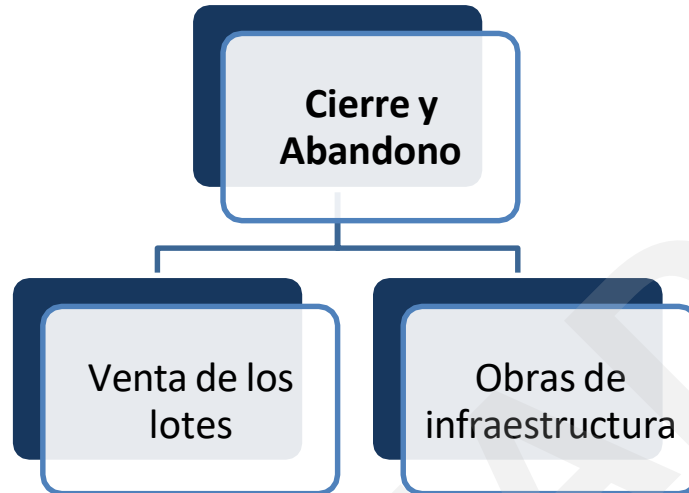 Cierre y
Abandono
Venta de los
lotes
Obras de
infraestructura